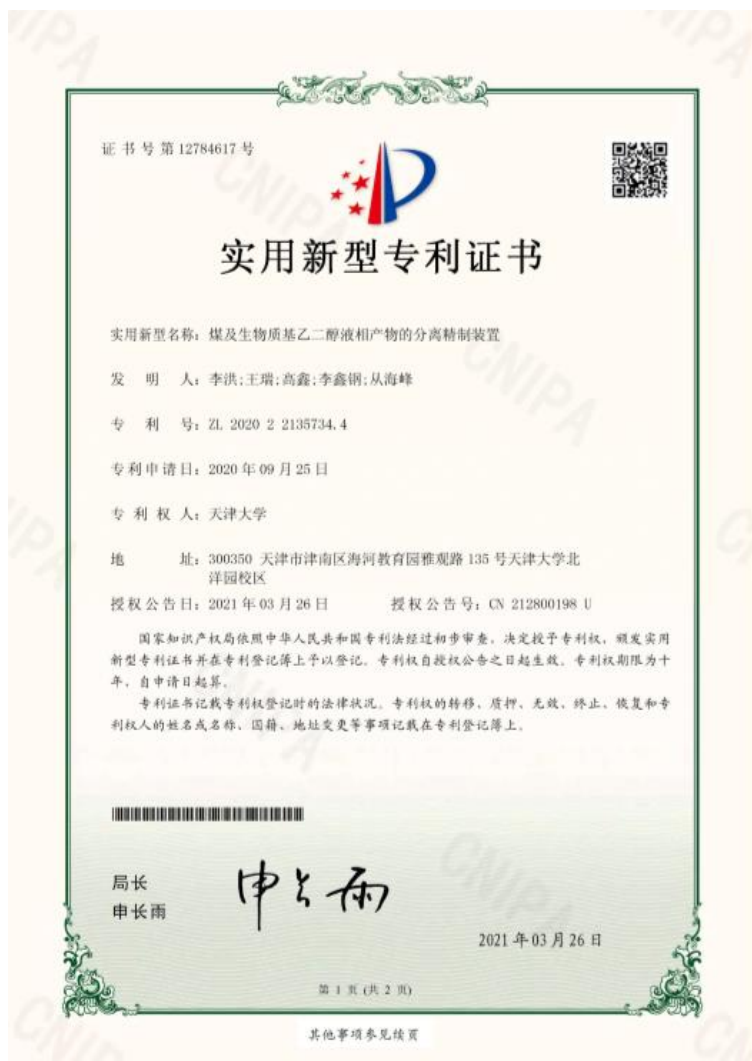 证书号第12784617号
实用新型专利证书
实用新型名称：煤及生物质基乙二醇液相产物的分离精制装置
发明人：李洪;王瑞;高鑫;李鑫钢;从海峰
专利号：ZL 2020 2 2135734.4
专利申请日：2020年09月25日
专利权人：天津大学
地址：300350 天津市津南区海河教育园雅观路135号天津大学北
洋园校区
授权公告日：2021年03月26日 授权公告号：CN 212800198 U
国家知识产权局依照中华人民共和国专利法经过初步审查，决定授予专利权，颁发实用
新型专利证书并在专利登记簿上予以登记。专利权自授权公告之日起生效。专利权期限为十
年，自申请日起算。
专利证书记载专利权登记时的法律状况。专利权的转移、质押、无效、终止、恢复和专
利权人的姓名或名称、国籍、地址变更等事项记载在专利登记簿上。
局长
申长雨
申长雨
2021年03月26日
第 1 页 (共 2 页)
其他事项参见续页
CNIPA
CNIPA
CNIPA
CNIPA
CNIPA